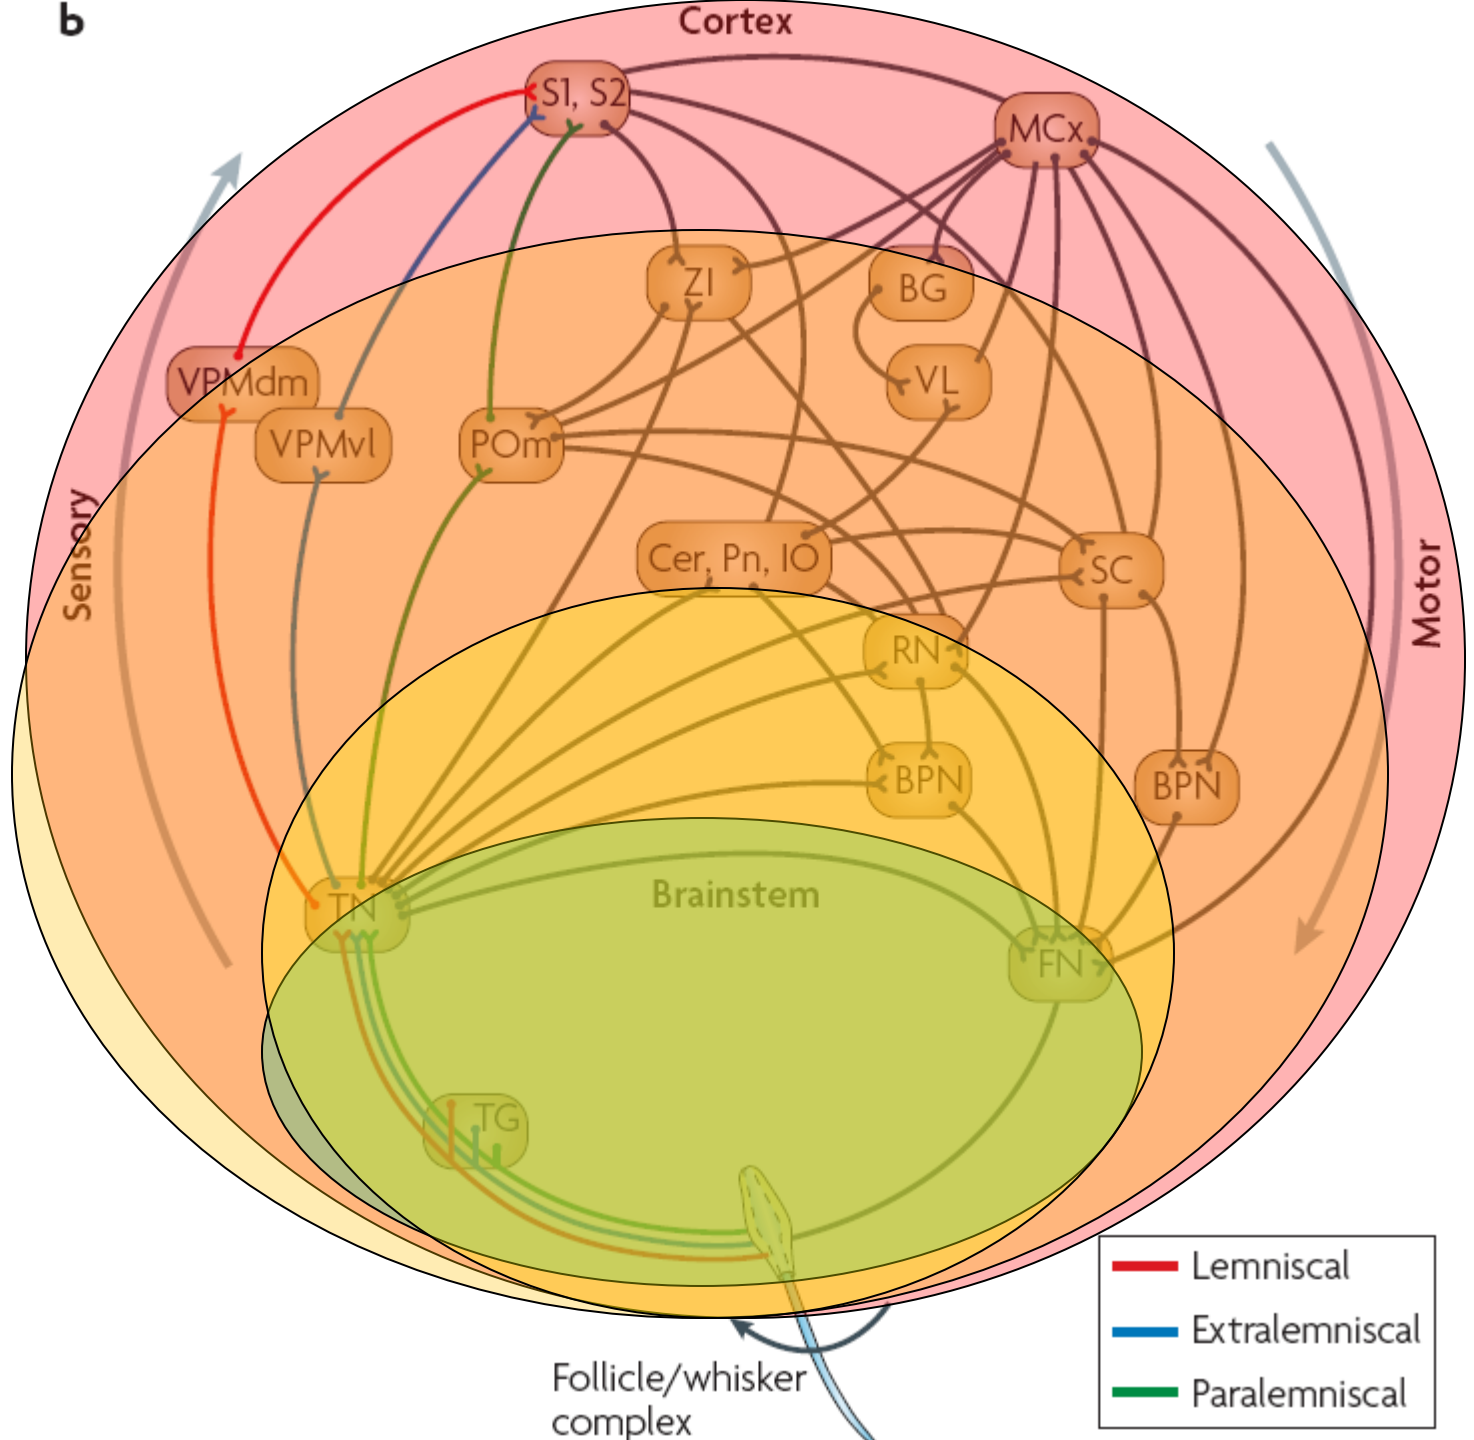 b
Cortex
S1, S2
MCx
ZI
BG
VPMdm
VL
VPMvl
POm
Sensory
Cer, Pn, IO
SC
Motor
RN
BPN
BPN
TN
Brainstem
FN
TG
Lemniscal
Extralemniscal
Paralemniscal
Follicle/whisker
complex